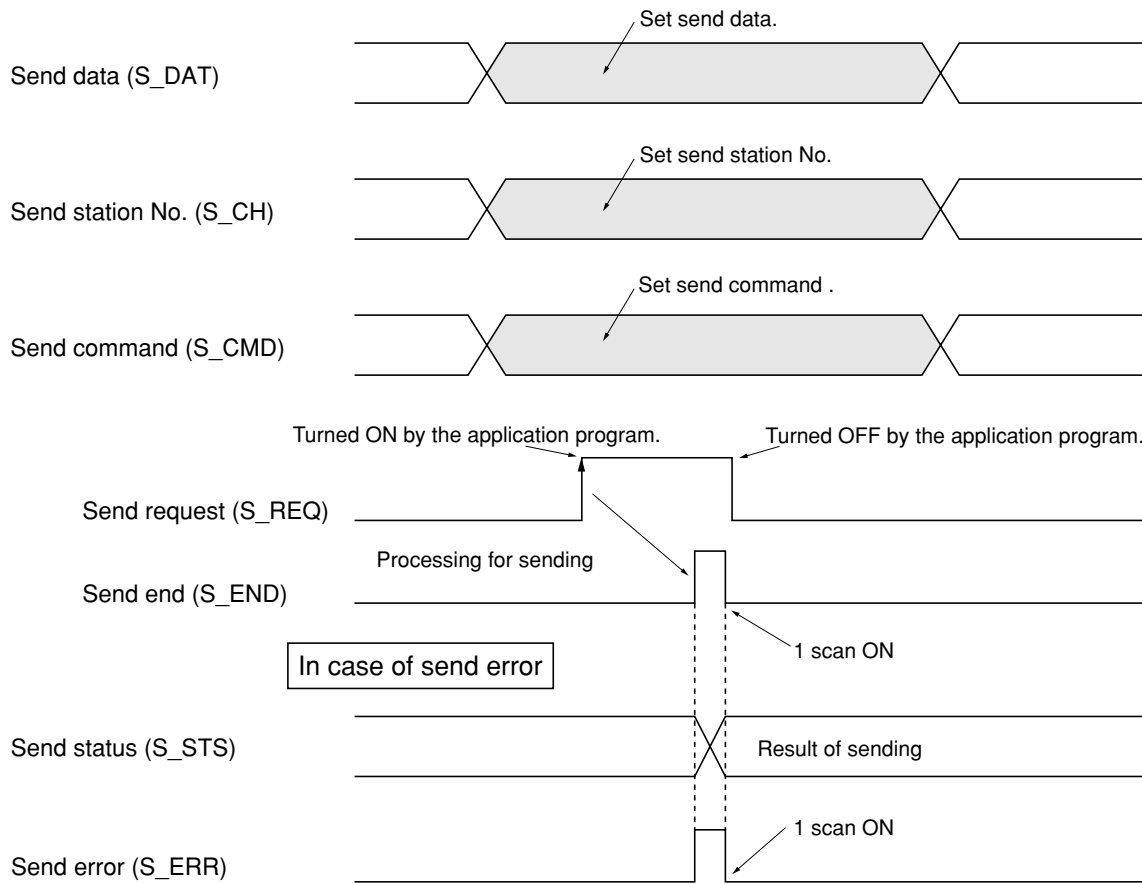 Set send data.
Send data (S_DAT)
Set send station No.
Send station No. (S_CH)
Set send command .
Send command (S_CMD)
Turned ON by the application program.
Turned OFF by the application program.
Send request (S_REQ)
Processing for sending
Send end (S_END)
1 scan ON
In case of send error
Send status (S_STS)
Result of sending
1 scan ON
Send error (S_ERR)